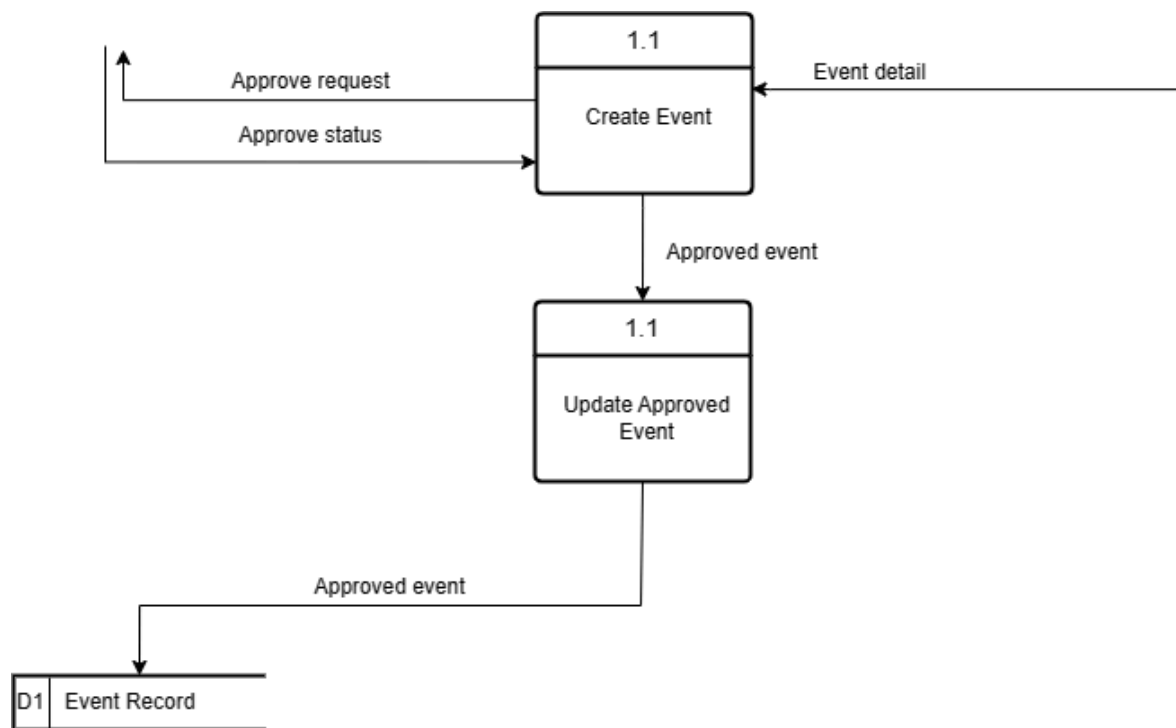 1.1
Approve request
Event detail
Create Event
Approve status
Approved event
1.1
Update Approved
Event
Approved event
D1 Event Record